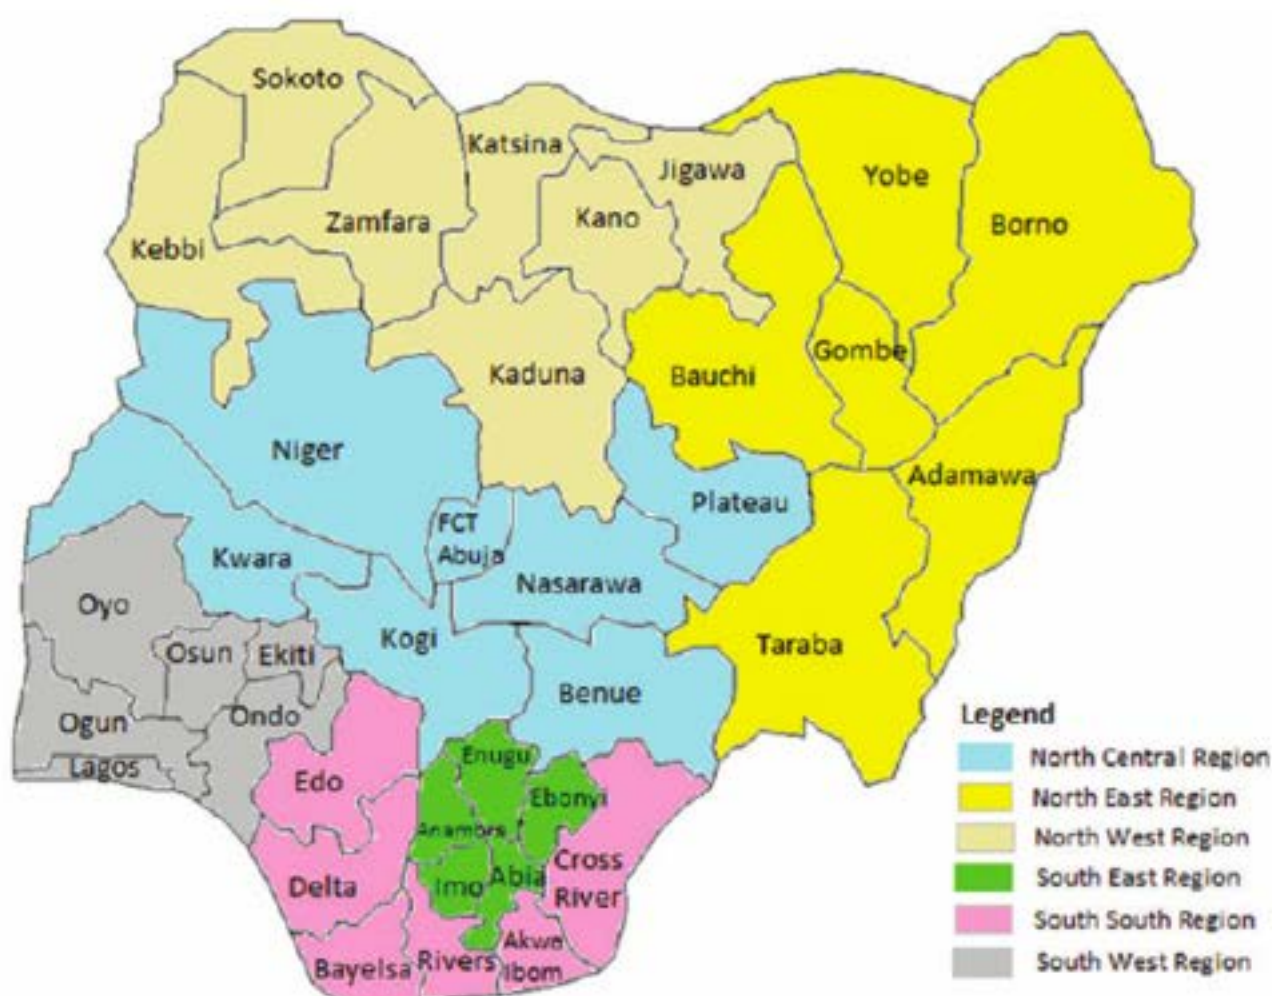 Sokoto
Katsina
Jigawa
Yobe
Kano
Zamfara
Borno
Kebbi
Gombe
Kaduna
Bauchi
Niger
Adamawa
Plateau
FCT
Abuja
Kwara
Nasarawa
Oyo
Kogi
Taraba
Osun
Ekiti
Benue
Ogun
Ondo
Lagos
Enugu
Edo
Ebonyi
Anambra
Cross
River
Delta
Imo
Abia
Akwa
Ibom
Bayelsa
Rivers
Legend
North Central Region
North East Region
North West Region
South East Region
South South Region
South West Region